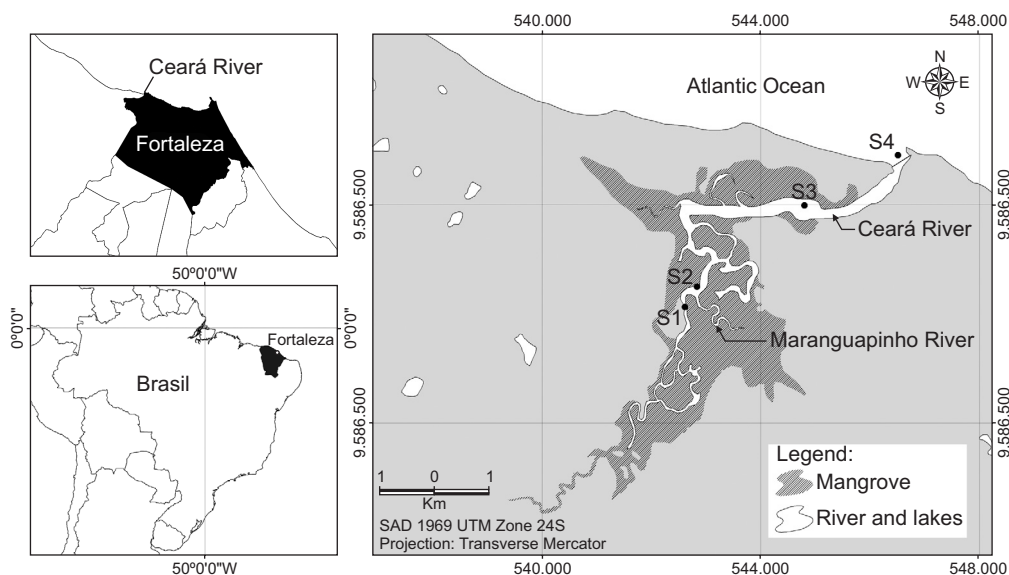 Ceará River
Fortaleza
50°0'0"W
0°0'0"
0°0'0"
Fortaleza
Brasil
50°0'0"W
540.000
544.000
548.000
Atlantic Ocean
N
W
E
S
S4
S3
9.586.500
9.586.500
Ceará River
S2
S1
Maranguapinho River
9.586.500
9.586.500
Legend:
Mangrove
River and lakes
1 0 1
Km
SAD 1969 UTM Zone 24S
Projection: Transverse Mercator
540.000
544.000
548.000